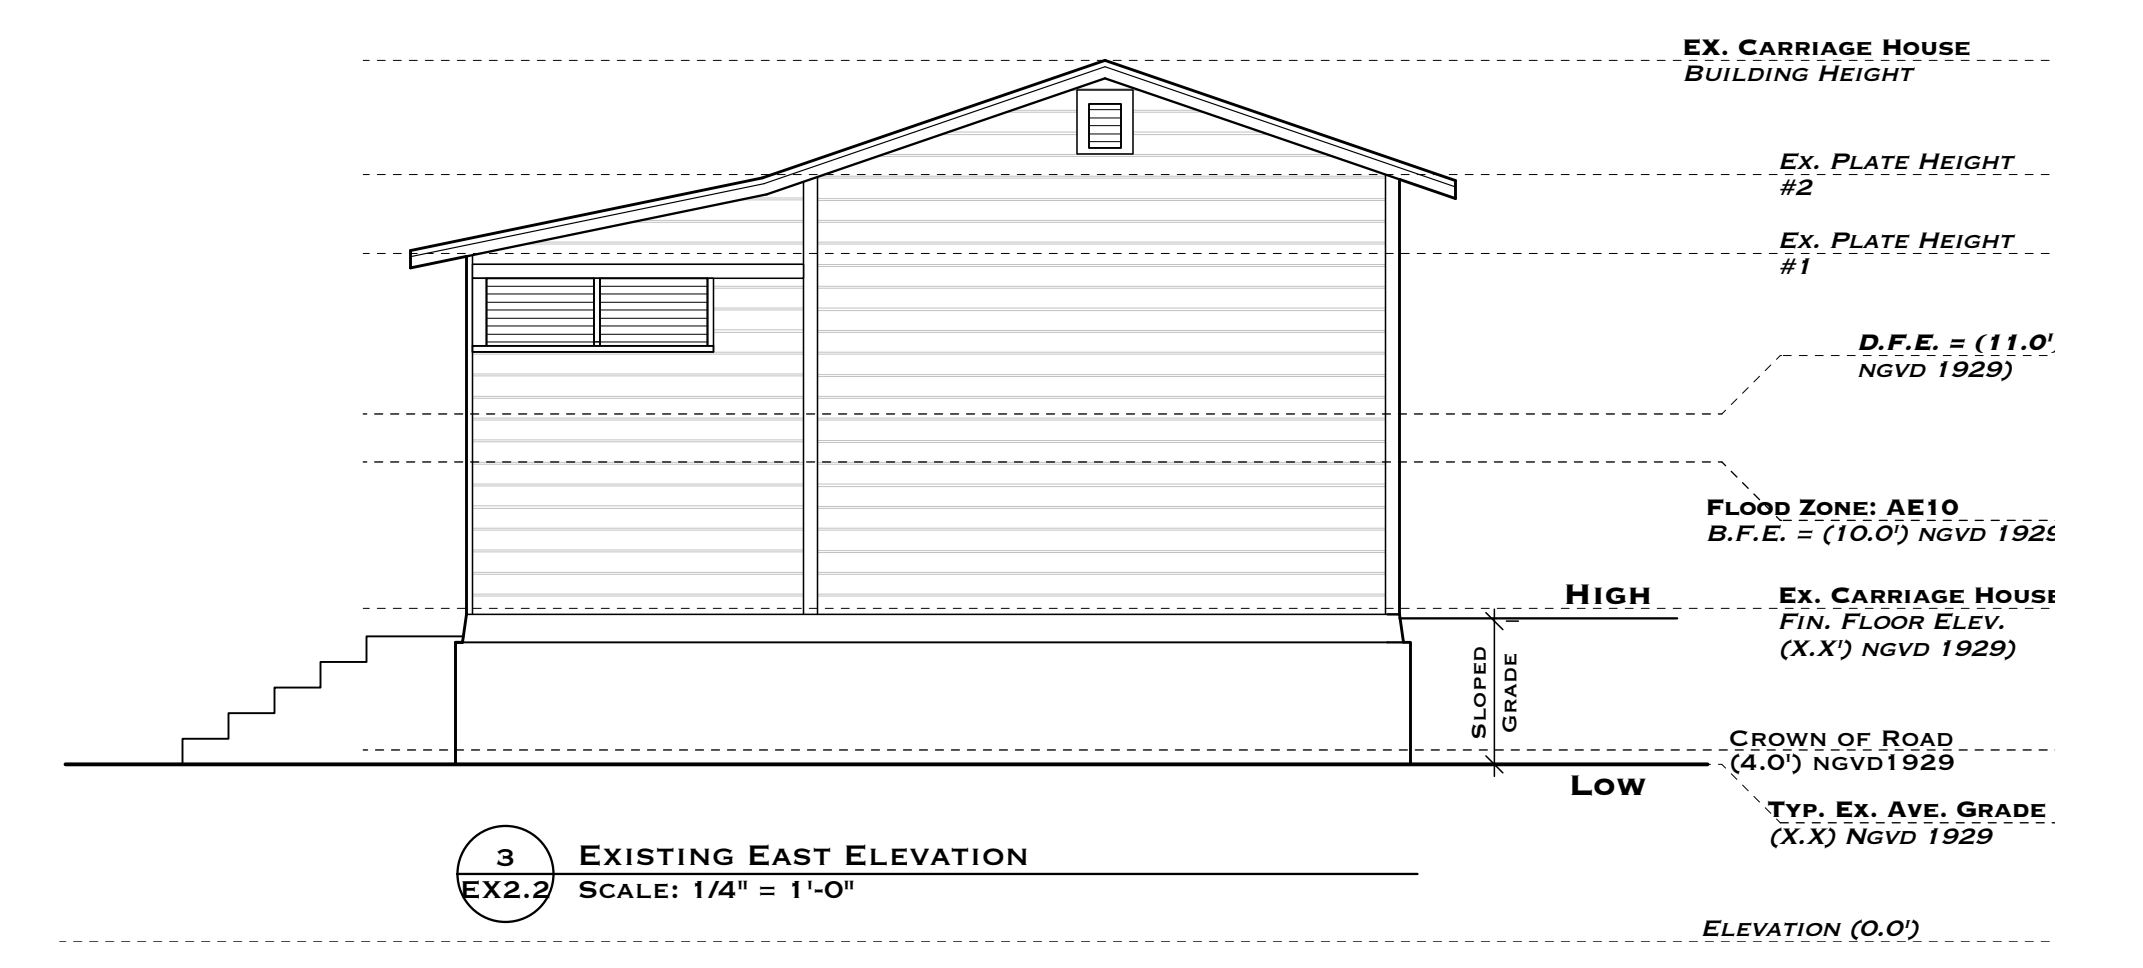 EX. CARRIAGE HOUSE
BUILDING HEIGHT
EX. PLATE HEIGHT
#2
EX. PLATE HEIGHT
#1
D.F.E. = (11.0'
NGVD 1929)
FLOOD ZONE: AE10
B.F.E. = (10.0') NGVD 1929
HIGH
EX. CARRIAGE HOUSE
FIN. FLOOR ELEV.
(X.X') NGVD 1929)
SLOPED
GRADE
CROWN OF ROAD
(4.0') NGVD1929
LOW
TYP. EX. AVE. GRADE
(X.X) NGVD 1929
3
EX2.2
EXISTING EAST ELEVATION
SCALE: 1/4" = 1'-0"
ELEVATION (0.0')